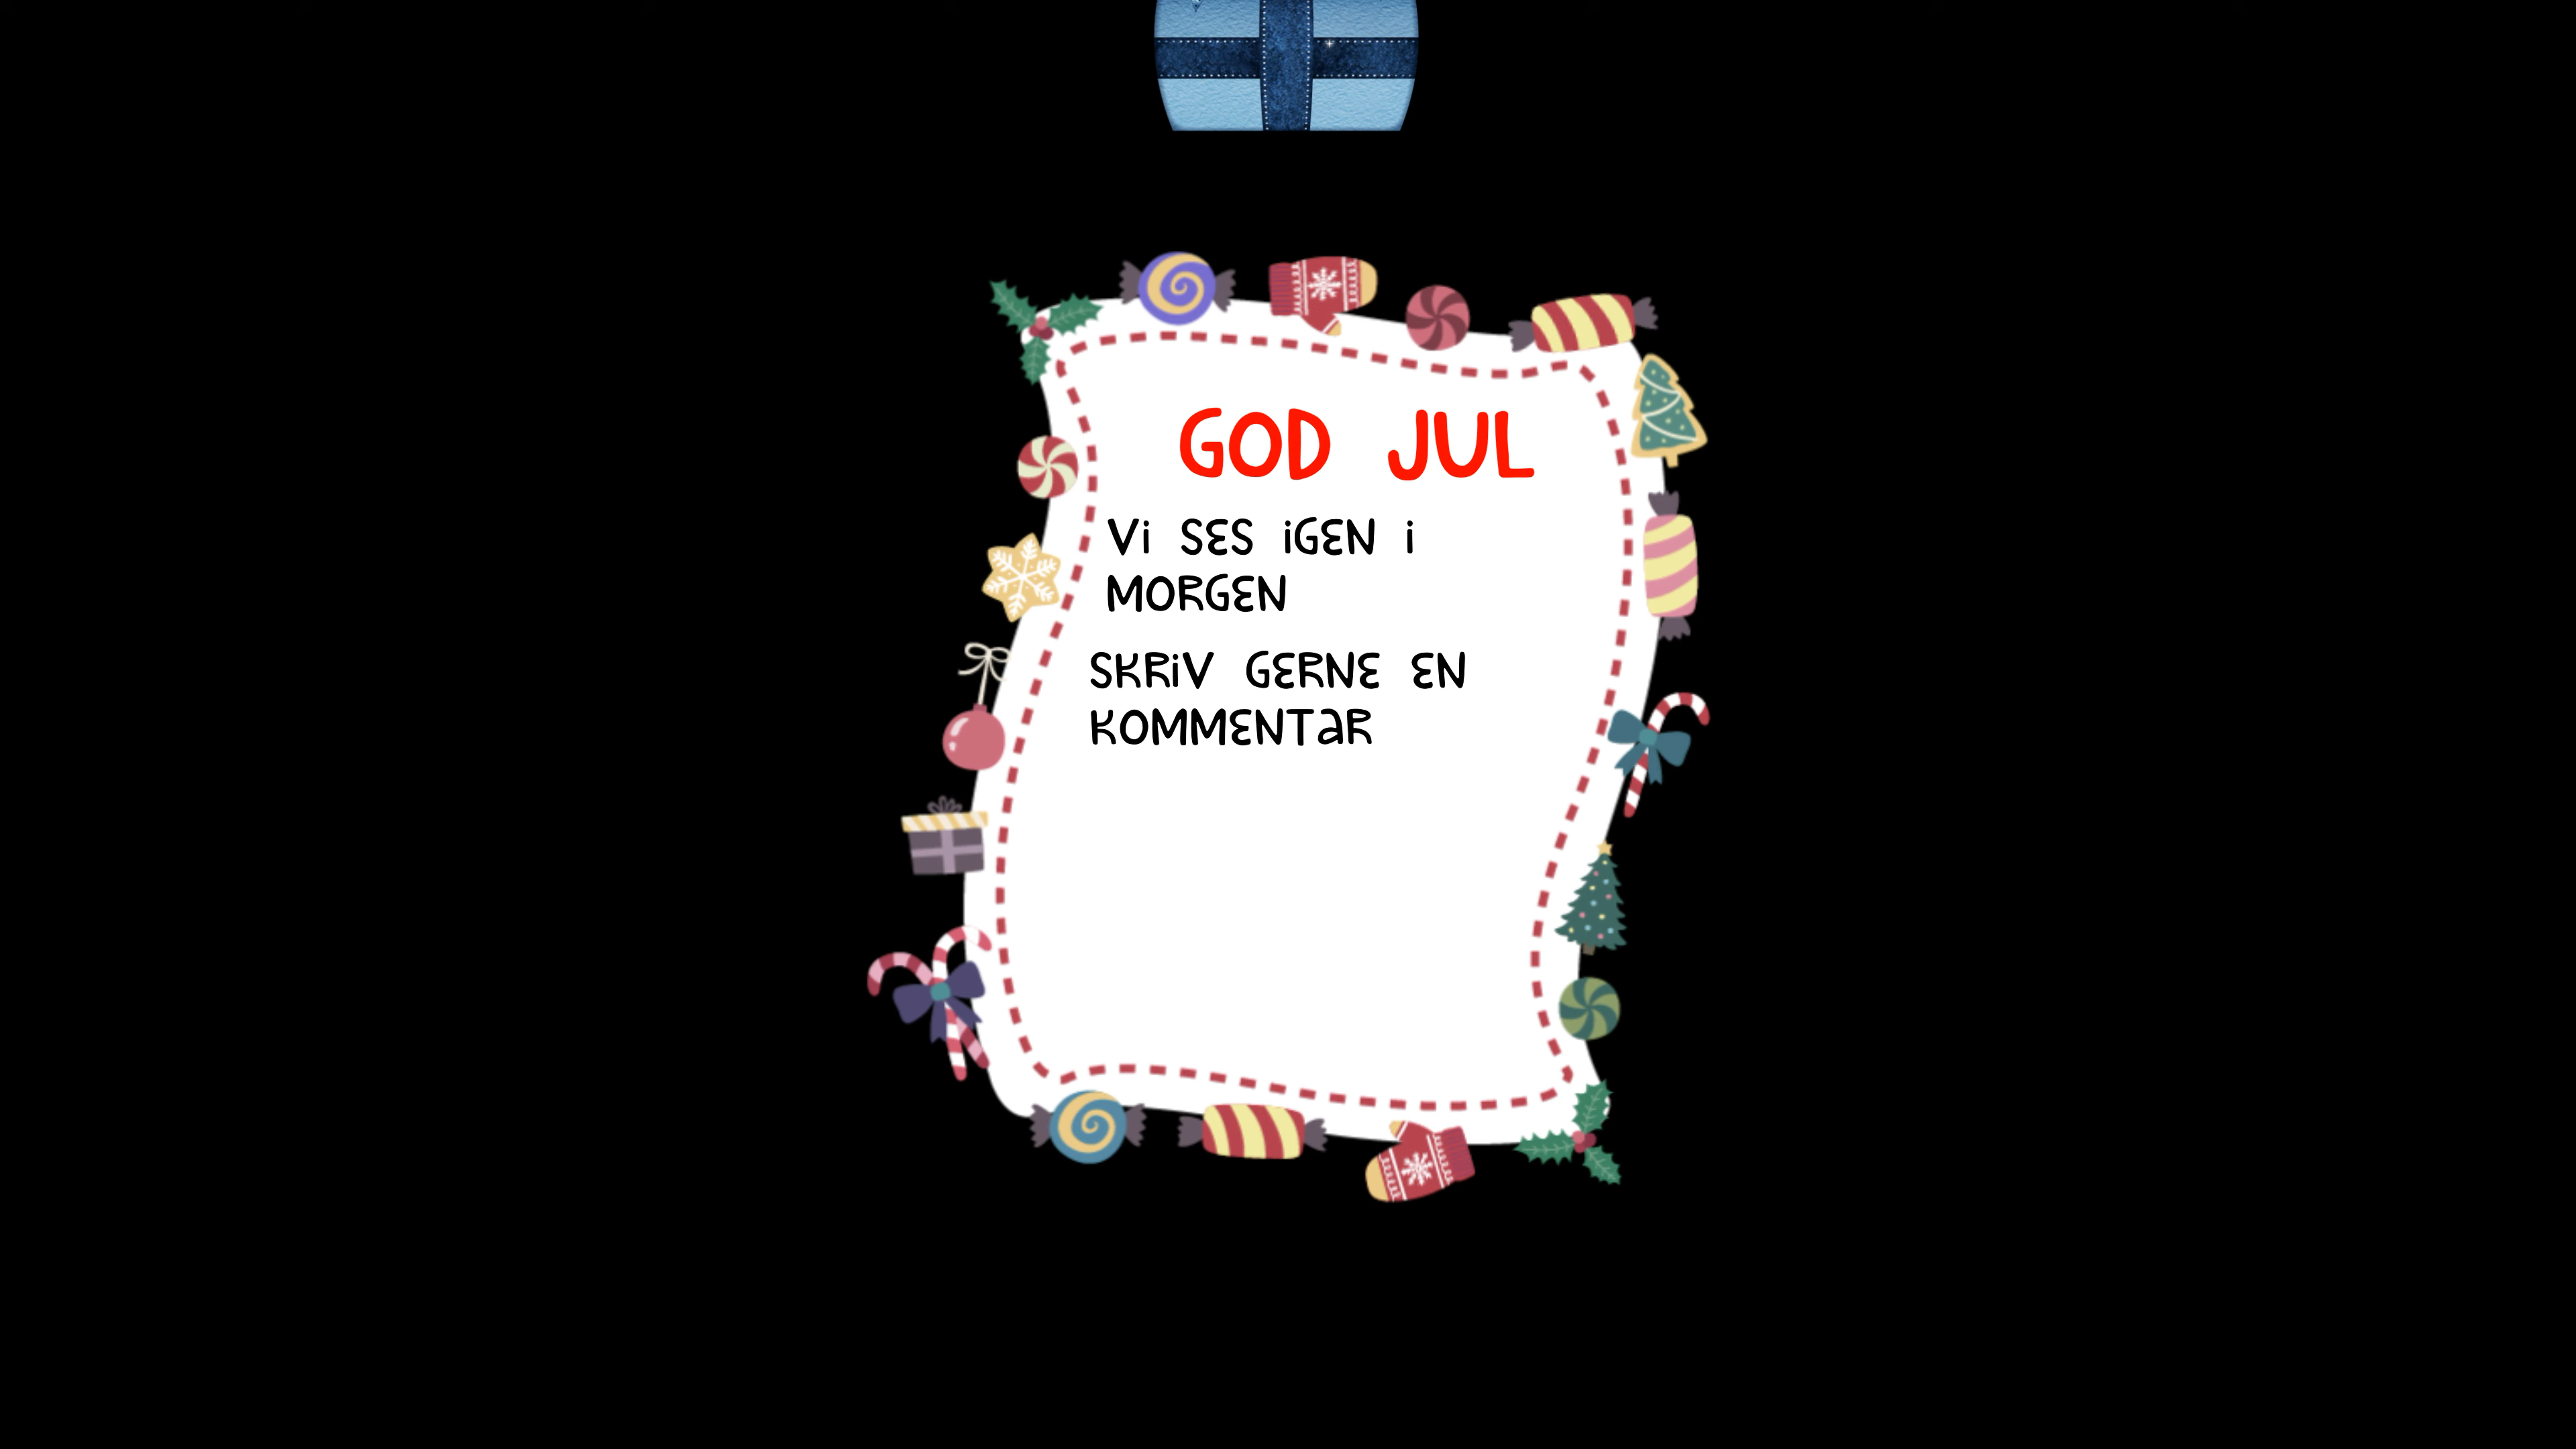 GOD JUL
Vi SES iGEN i
MORGEN
SKRiV GERNE EN
KOMMENTaR